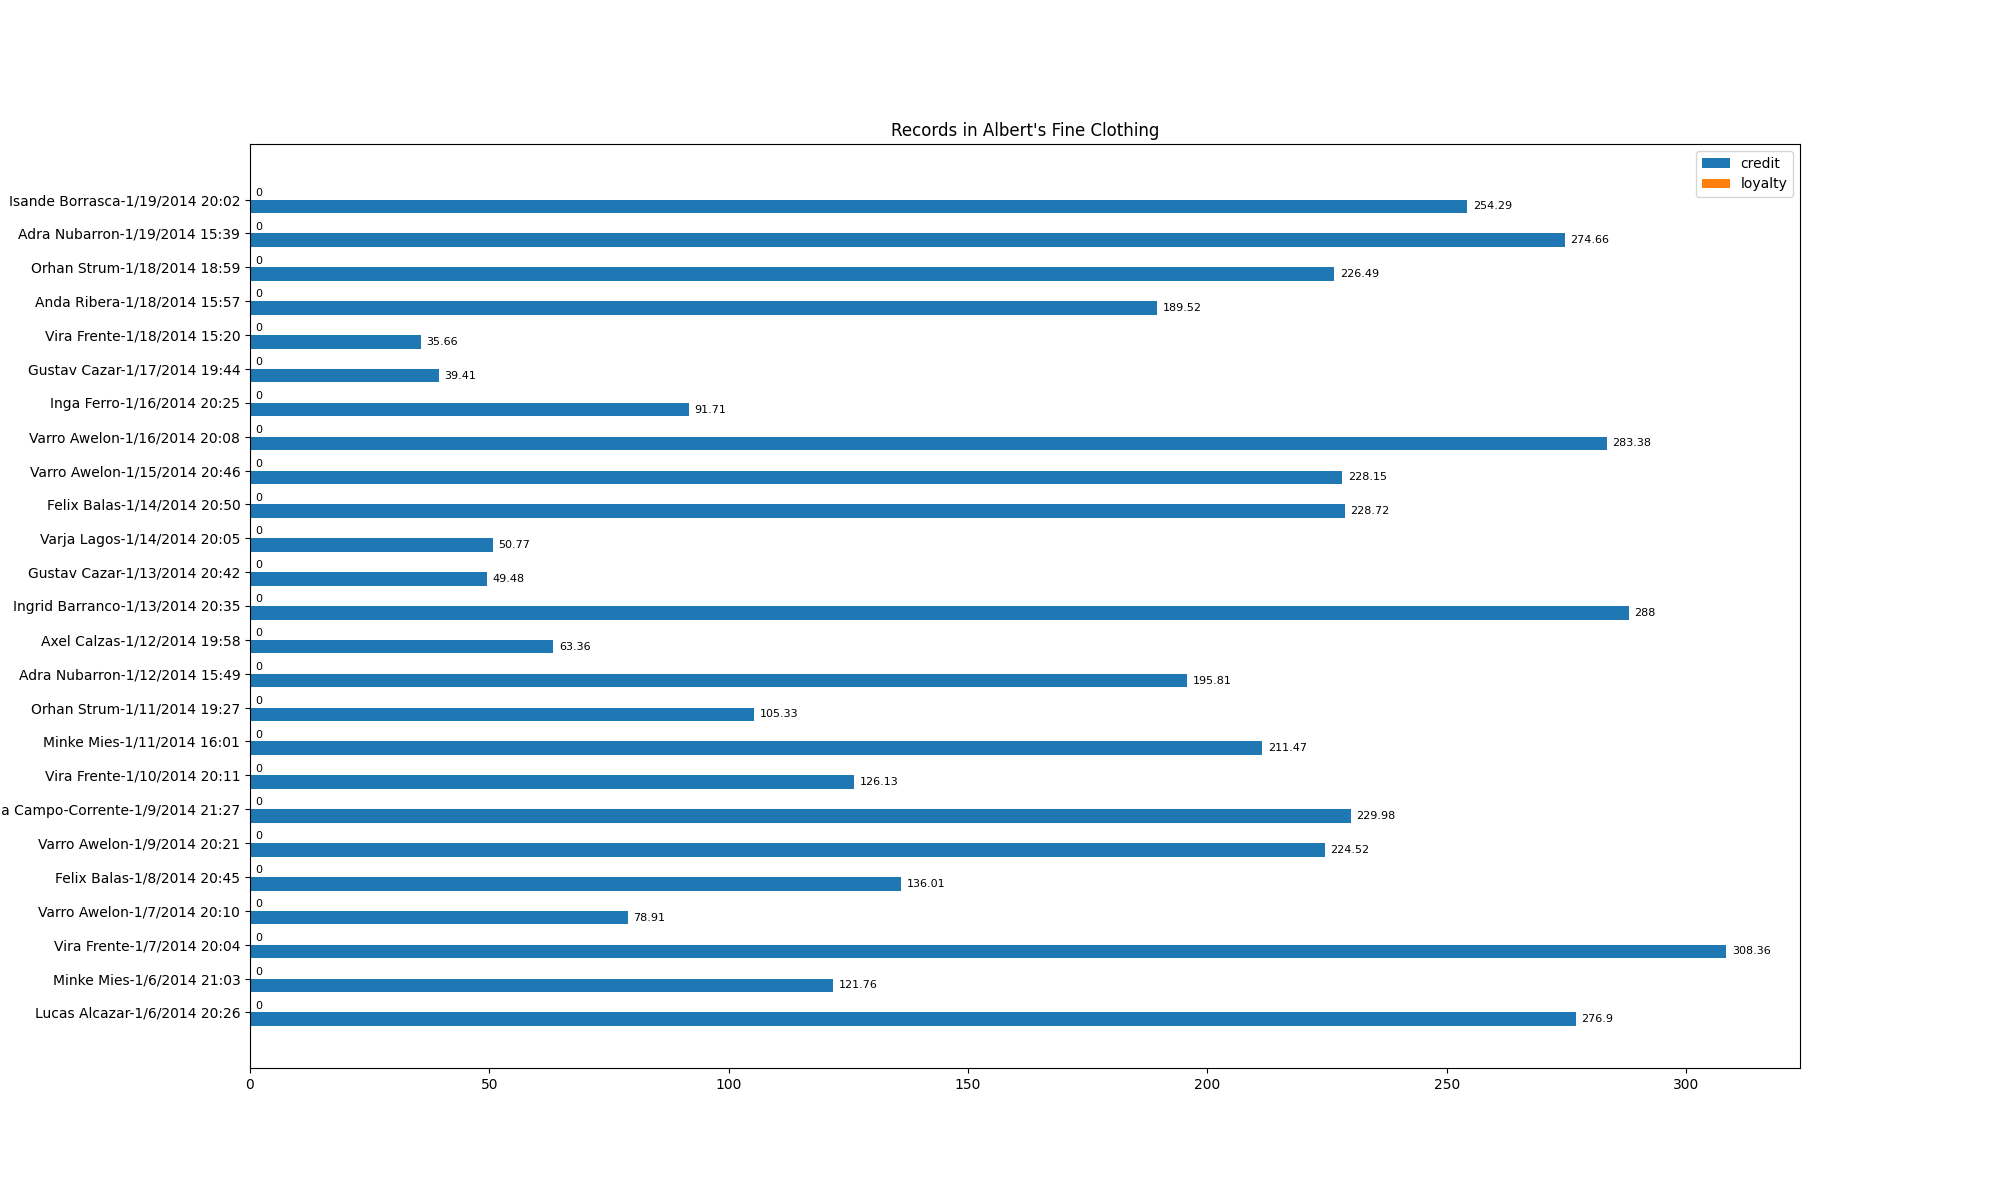 Records in Albert's Fine Clothing
credit
loyalty
Isande Borrasca-1/19/2014 20:02 0 254.29
Adra Nubarron-1/19/2014 15:39 0 274.66
Orhan Strum-1/18/2014 18:59 0 226.49
Anda Ribera-1/18/2014 15:57 0 189.52
Vira Frente-1/18/2014 15:20 0 35.66
Gustav Cazar-1/17/2014 19:44 0 39.41
Inga Ferro-1/16/2014 20:25 0 91.71
Varro Awelon-1/16/2014 20:08 0 283.38
Varro Awelon-1/15/2014 20:46 0 228.15
Felix Balas-1/14/2014 20:50 0 228.72
Varja Lagos-1/14/2014 20:05 0 50.77
Gustav Cazar-1/13/2014 20:42 0 49.48
Ingrid Barranco-1/13/2014 20:35 0 288
Axel Calzas-1/12/2014 19:58 0 63.36
Adra Nubarron-1/12/2014 15:49 0 195.81
Orhan Strum-1/11/2014 19:27 0 105.33
Minke Mies-1/11/2014 16:01 0 211.47
Vira Frente-1/10/2014 20:11 0 126.13
a Campo-Corrente-1/9/2014 21:27 0 229.98
Varro Awelon-1/9/2014 20:21 0 224.52
Felix Balas-1/8/2014 20:45 0 136.01
Varro Awelon-1/7/2014 20:10 0 78.91
Vira Frente-1/7/2014 20:04 0 308.36
Minke Mies-1/6/2014 21:03 0 121.76
Lucas Alcazar-1/6/2014 20:26 0 276.9
0 50 100 150 200 250 300